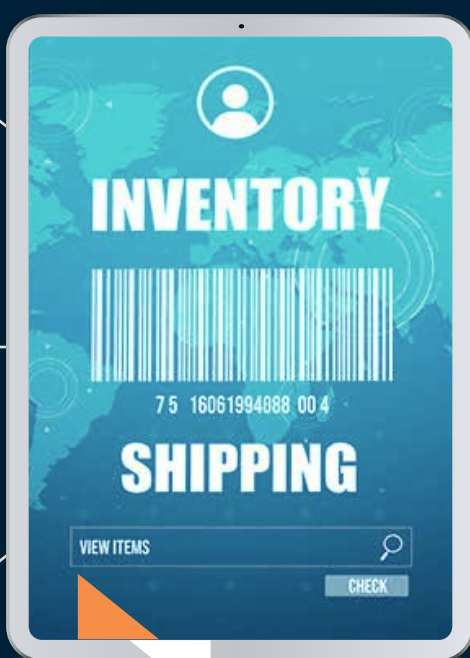 INVENTORY
75 16061994088 00 4
SHIPPING
VIEW ITEMS
CHECK